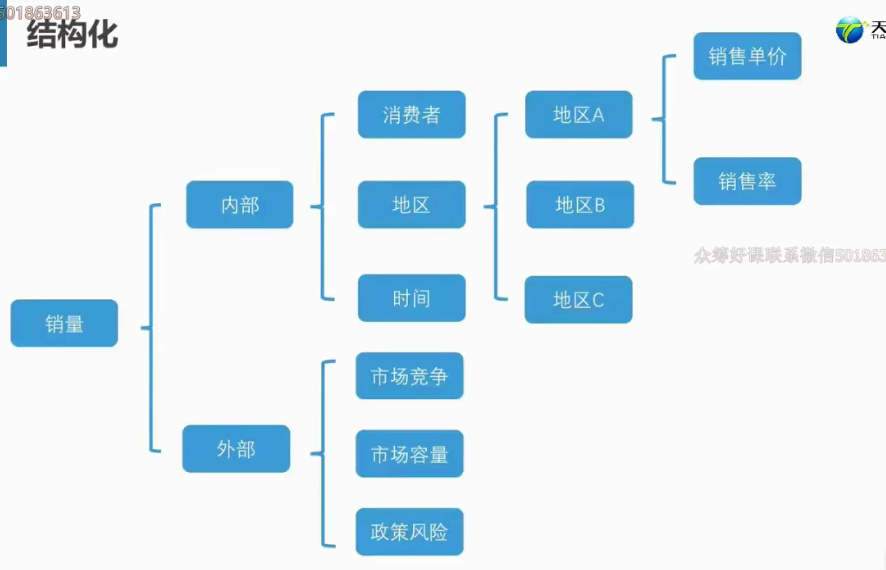 501863613
结构化
天
TIA
销量
内部
外部
消费者
地区
时间
市场竞争
市场容量
政策风险
地区A
地区B
地区C
销售单价
销售率
众筹好课联系微信501863